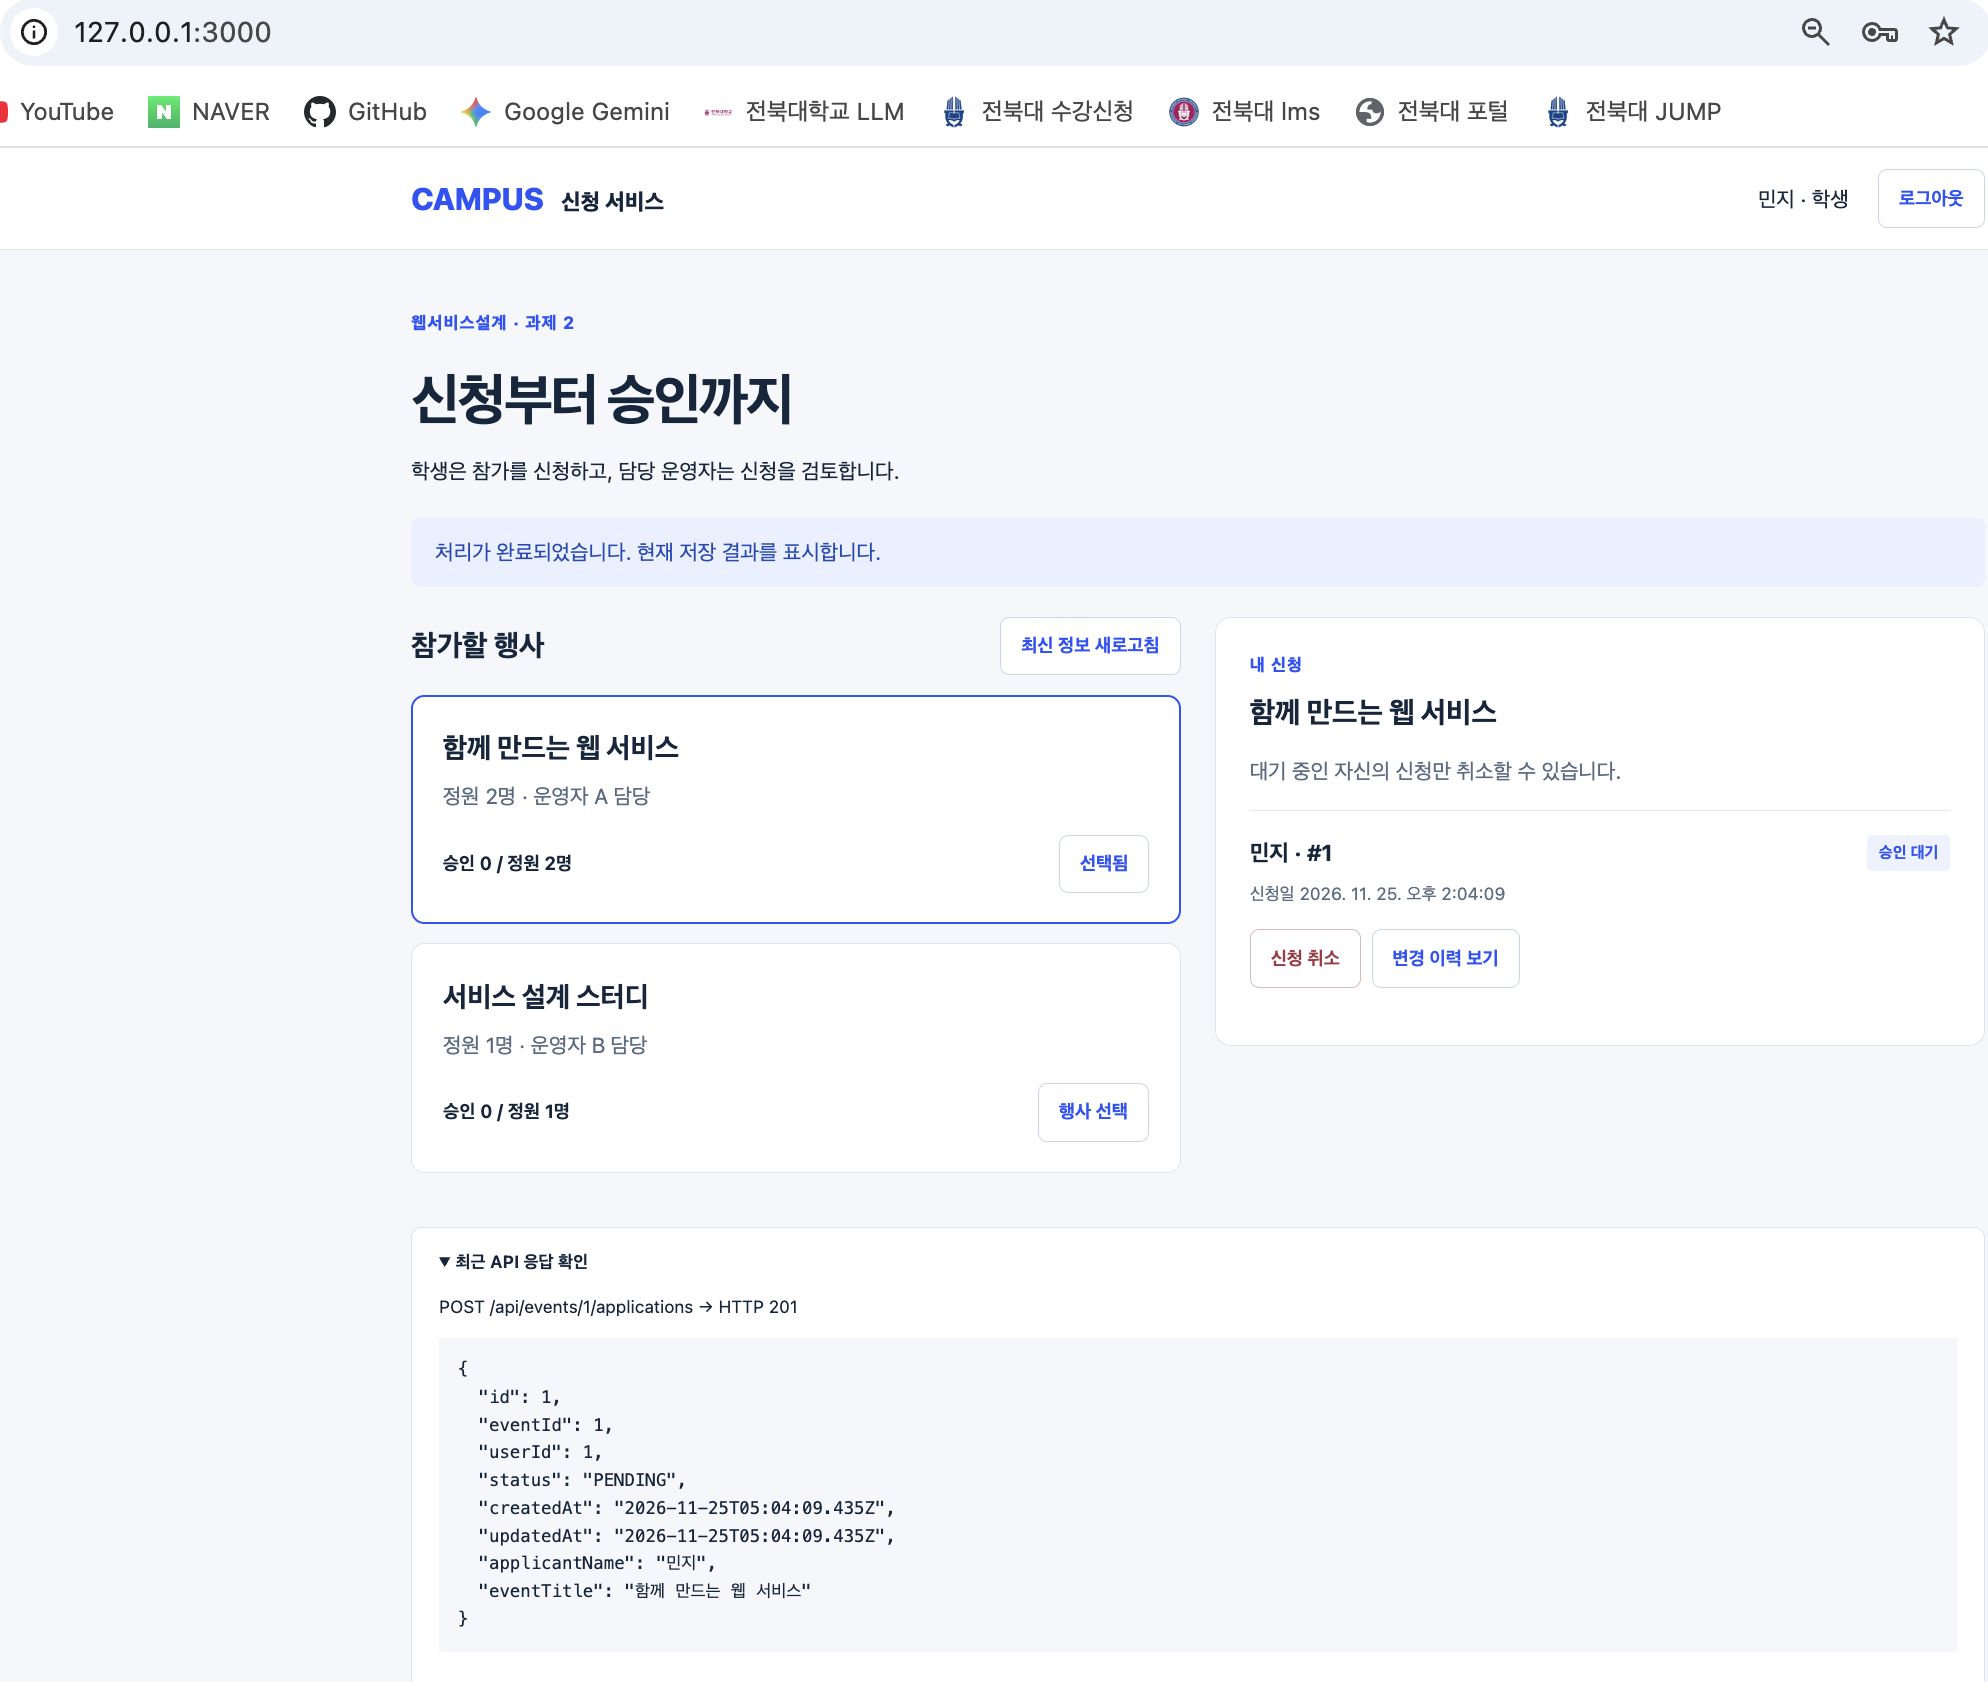 127.0.0.1:3000
YouTube NAVER GitHub Google Gemini 전북대학교 LLM 전북대 수강신청 전북대 lms 전북대 포털 전북대 JUMP
CAMPUS 신청 서비스
민지 · 학생 로그아웃
웹서비스설계 · 과제 2
신청부터 승인까지
학생은 참가를 신청하고, 담당 운영자는 신청을 검토합니다.
처리가 완료되었습니다. 현재 저장 결과를 표시합니다.
참가할 행사 최신 정보 새로고침
함께 만드는 웹 서비스
정원 2명 · 운영자 A 담당
승인 0 / 정원 2명 선택됨
서비스 설계 스터디
정원 1명 · 운영자 B 담당
승인 0 / 정원 1명 행사 선택
내 신청
함께 만드는 웹 서비스
대기 중인 자신의 신청만 취소할 수 있습니다.
민지 · #1 승인 대기
신청일 2026. 11. 25. 오후 2:04:09
신청 취소 변경 이력 보기
▼ 최근 API 응답 확인
POST /api/events/1/applications → HTTP 201
{
"id": 1,
"eventId": 1,
"userId": 1,
"status": "PENDING",
"createdAt": "2026-11-25T05:04:09.435Z",
"updatedAt": "2026-11-25T05:04:09.435Z",
"applicantName": "민지",
"eventTitle": "함께 만드는 웹 서비스"
}